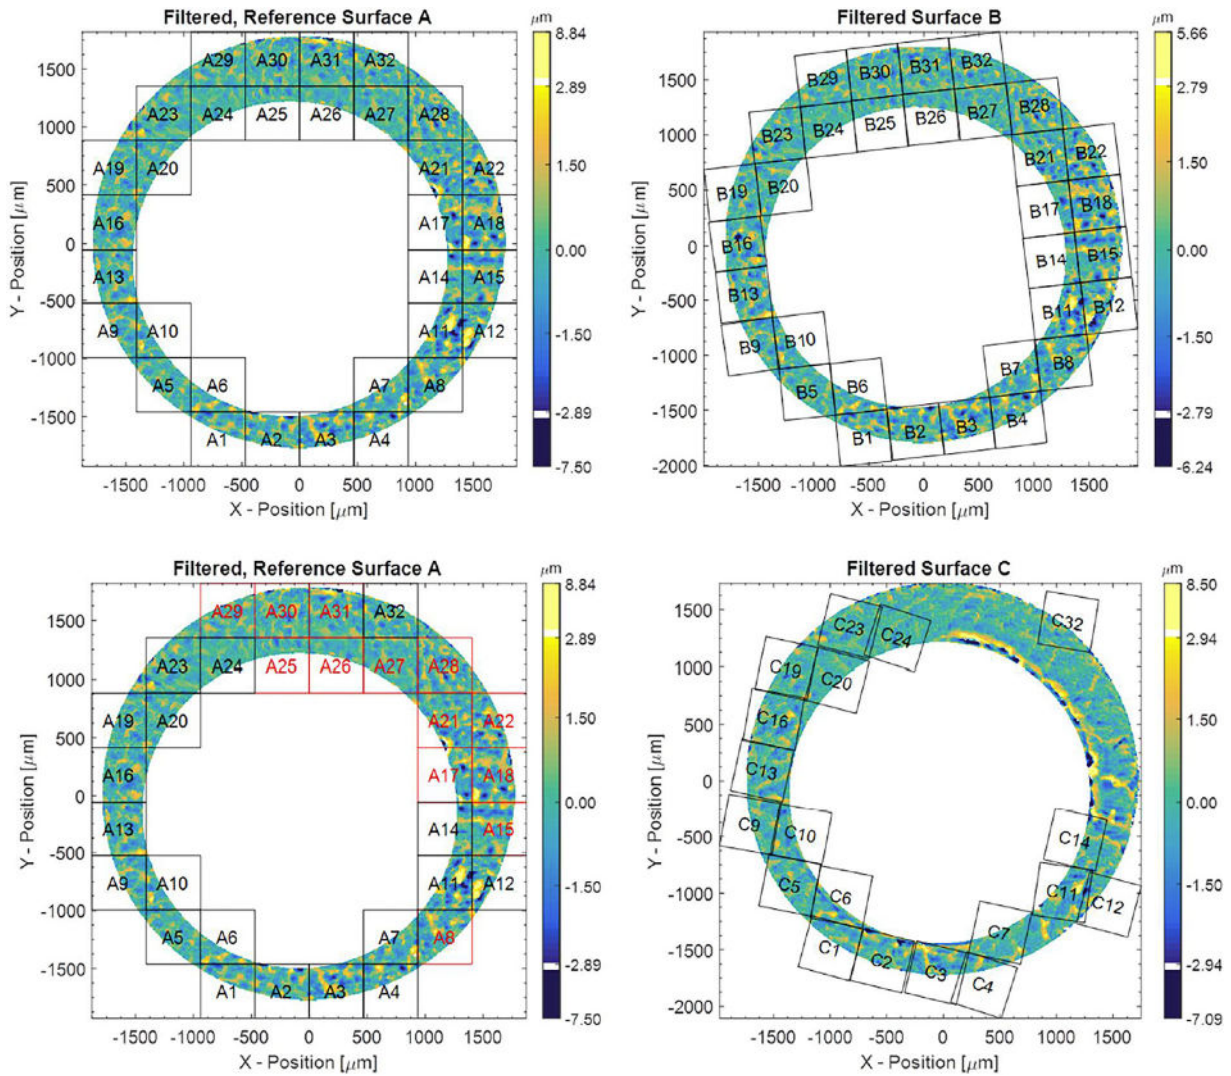 Filtered, Reference Surface A
μm
8.84
2.89
1.50
0.00
-1.50
-2.89
-7.50
Y - Position [μm]
1500
1000
500
0
-500
-1000
-1500
A29 A30 A31 A32
A23 A24 A25 A26 A27 A28
A19 A20 A21 A22
A16 A17 A18
A13 A14 A15
A9 A10 A11 A12
A5 A6 A7 A8
A1 A2 A3 A4
-1500 -1000 -500 0 500 1000 1500
X - Position [μm]
Filtered Surface B
μm
5.66
2.79
1.50
0.00
-1.50
-2.79
-6.24
Y - Position [μm]
1500
1000
500
0
-500
-1000
-1500
-2000
B29 B30 B31 B32
B23 B24 B25 B26 B27 B28
B19 B20 B21 B22
B16 B17 B18
B13 B14 B15
B9 B10 B11 B12
B5 B6 B7 B8
B1 B2 B3 B4
-1500 -1000 -500 0 500 1000 1500
X - Position [μm]
Filtered, Reference Surface A
μm
8.84
2.89
1.50
0.00
-1.50
-2.89
-7.50
Y - Position [μm]
1500
1000
500
0
-500
-1000
-1500
A29 A30 A31 A32
A23 A24 A25 A26 A27 A28
A19 A20 A21 A22
A16 A17 A18
A13 A14 A15
A9 A10 A11 A12
A5 A6 A7 A8
A1 A2 A3 A4
-1500 -1000 -500 0 500 1000 1500
X - Position [μm]
Filtered Surface C
μm
8.50
2.94
1.50
0.00
-1.50
-2.94
-7.09
Y - Position [μm]
1500
1000
500
0
-500
-1000
-1500
-2000
C23 C24 C32
C19 C20
C16
C13
C9 C10 C14
C5 C6 C11 C12
C1 C2 C3 C7
C4
-1500 -1000 -500 0 500 1000 1500
X - Position [μm]